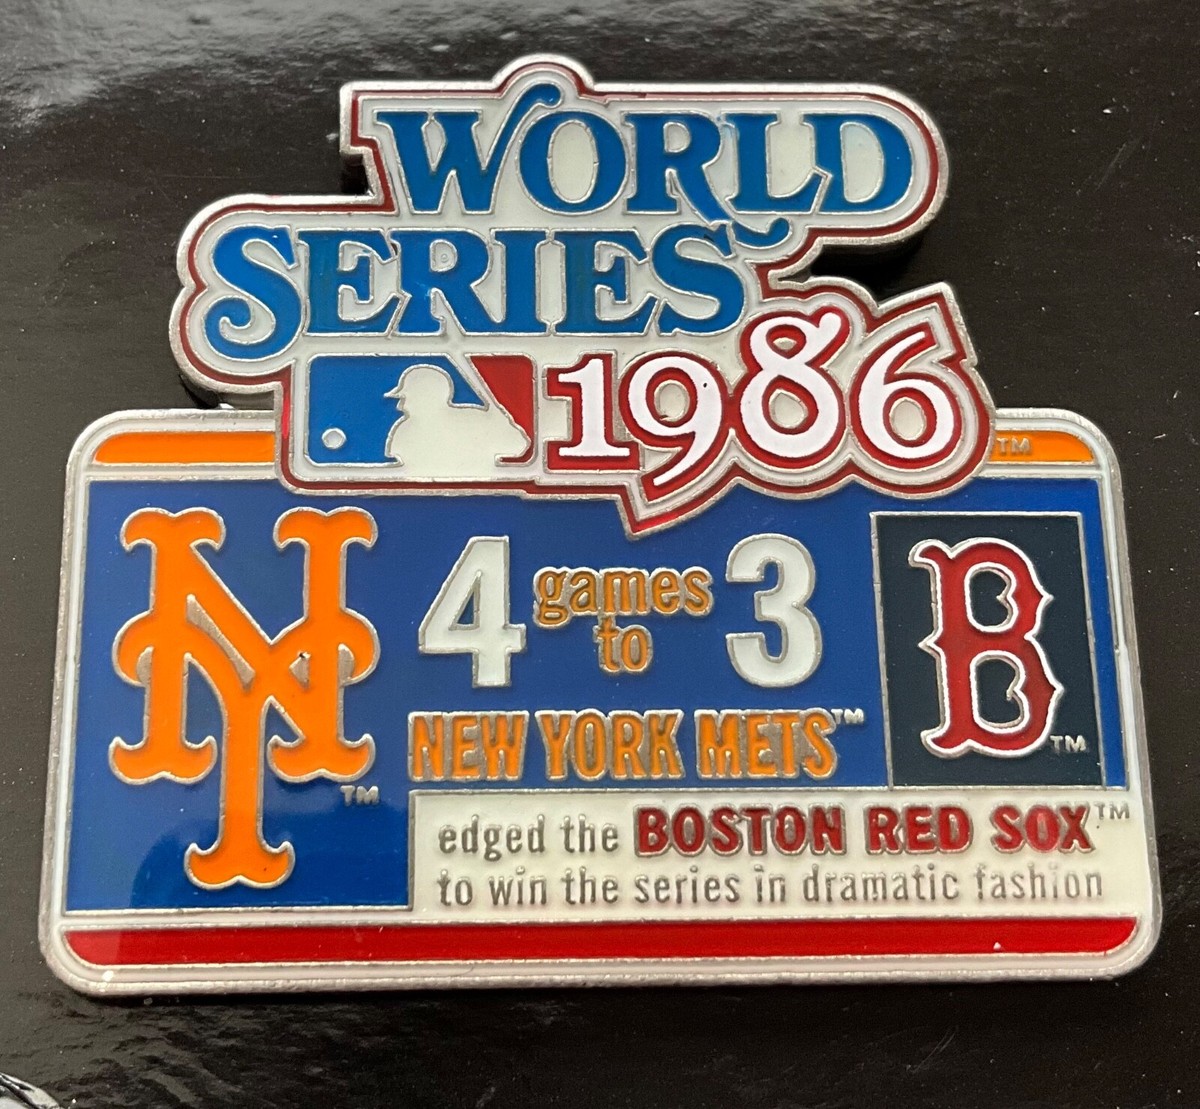 WORLD
SERIES
1986
TM
NY
TM
4 games to 3
B
TM
NEW YORK METS™
edged the BOSTON RED SOX™
to win the series in dramatic fashion